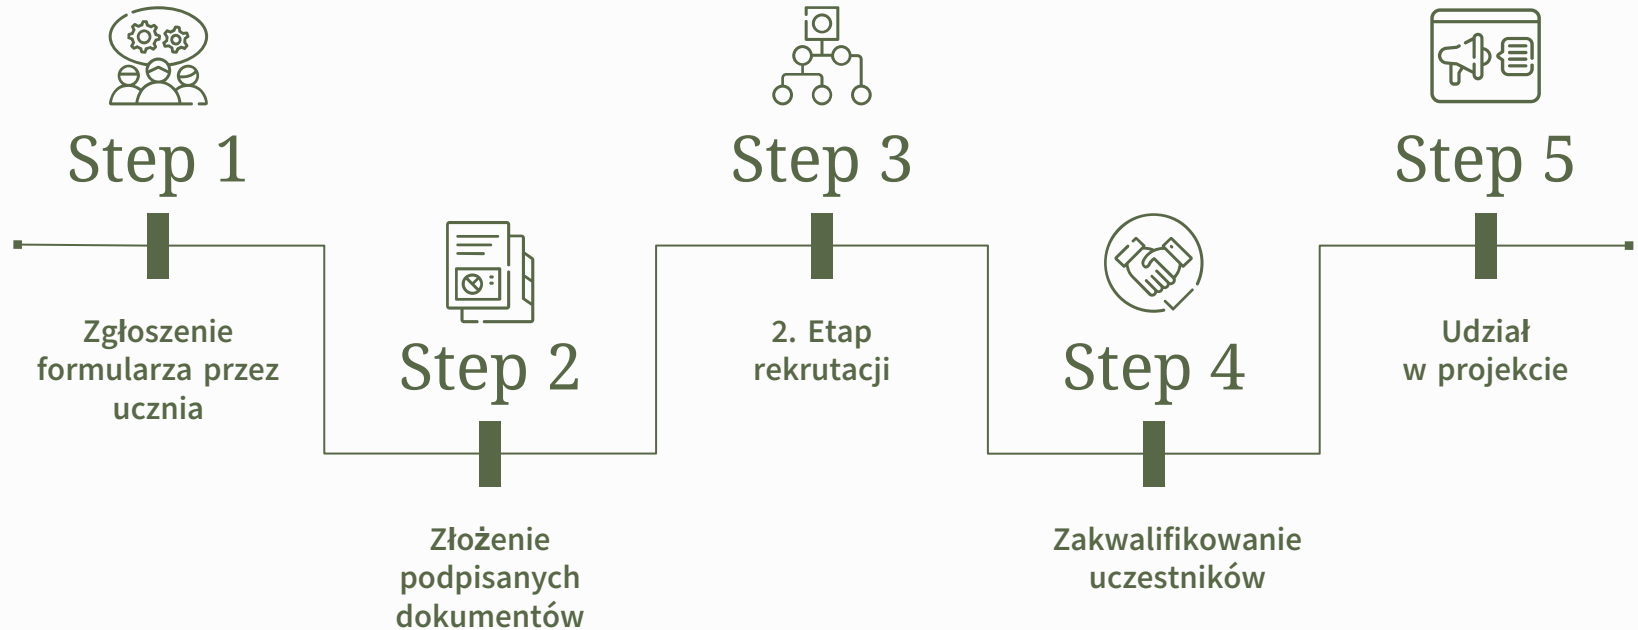 Step 1
Zgłoszenie
formularza przez
ucznia
Step 2
Złożenie
podpisanych
dokumentów
Step 3
2. Etap
rekrutacji
Step 4
Zakwalifikowanie
uczestników
Step 5
Udział
w projekcie